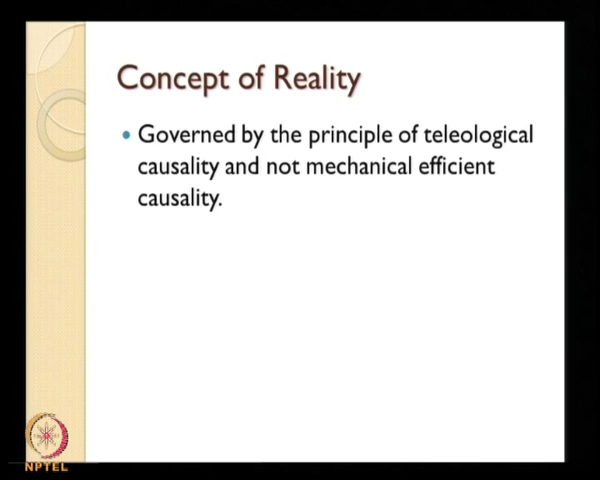 Concept of Reality
Governed by the principle of teleological
causality and not mechanical efficient
causality.
NPTEL